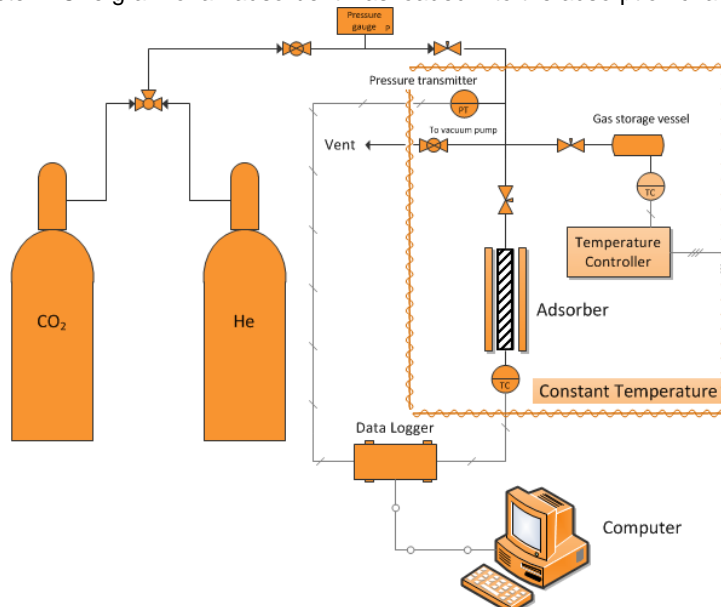 Pressure
gauge P
Pressure transmitter
PT
Gas storage vessel
To vacuum pump
Vent
TC
Temperature
Controller
CO₂
He
Adsorber
TC
Constant Temperature
Data Logger
Computer